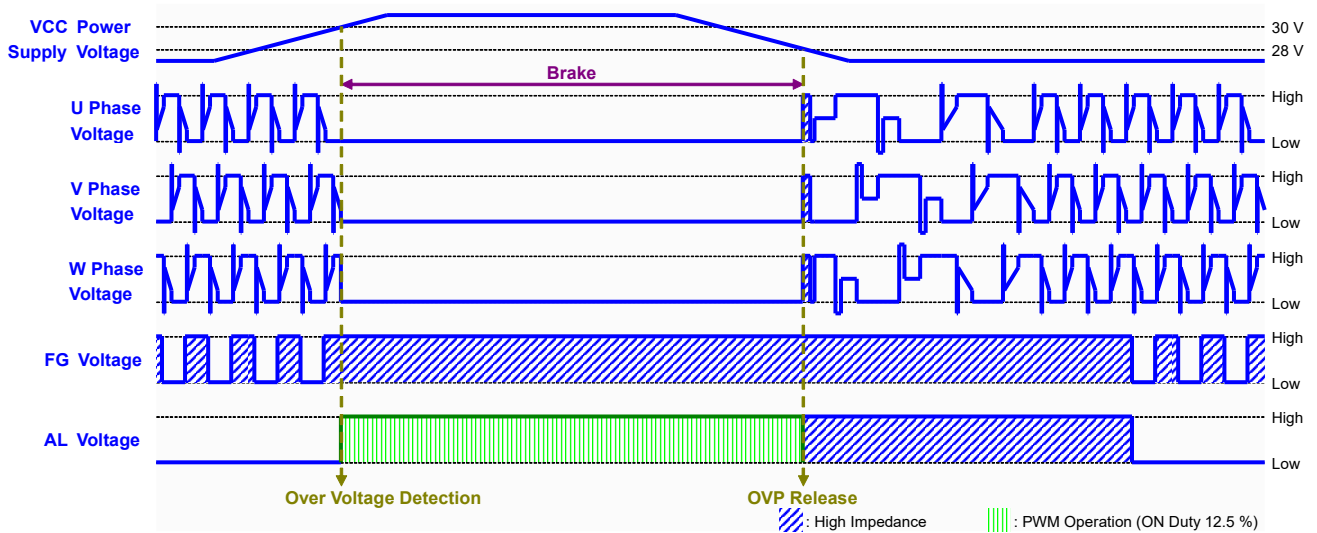 VCC Power
Supply Voltage
30 V
28 V
Brake
U Phase
Voltage
High
Low
V Phase
Voltage
High
Low
W Phase
Voltage
High
Low
FG Voltage
High
Low
AL Voltage
High
Low
Over Voltage Detection
OVP Release
: High Impedance
: PWM Operation (ON Duty 12.5 %)